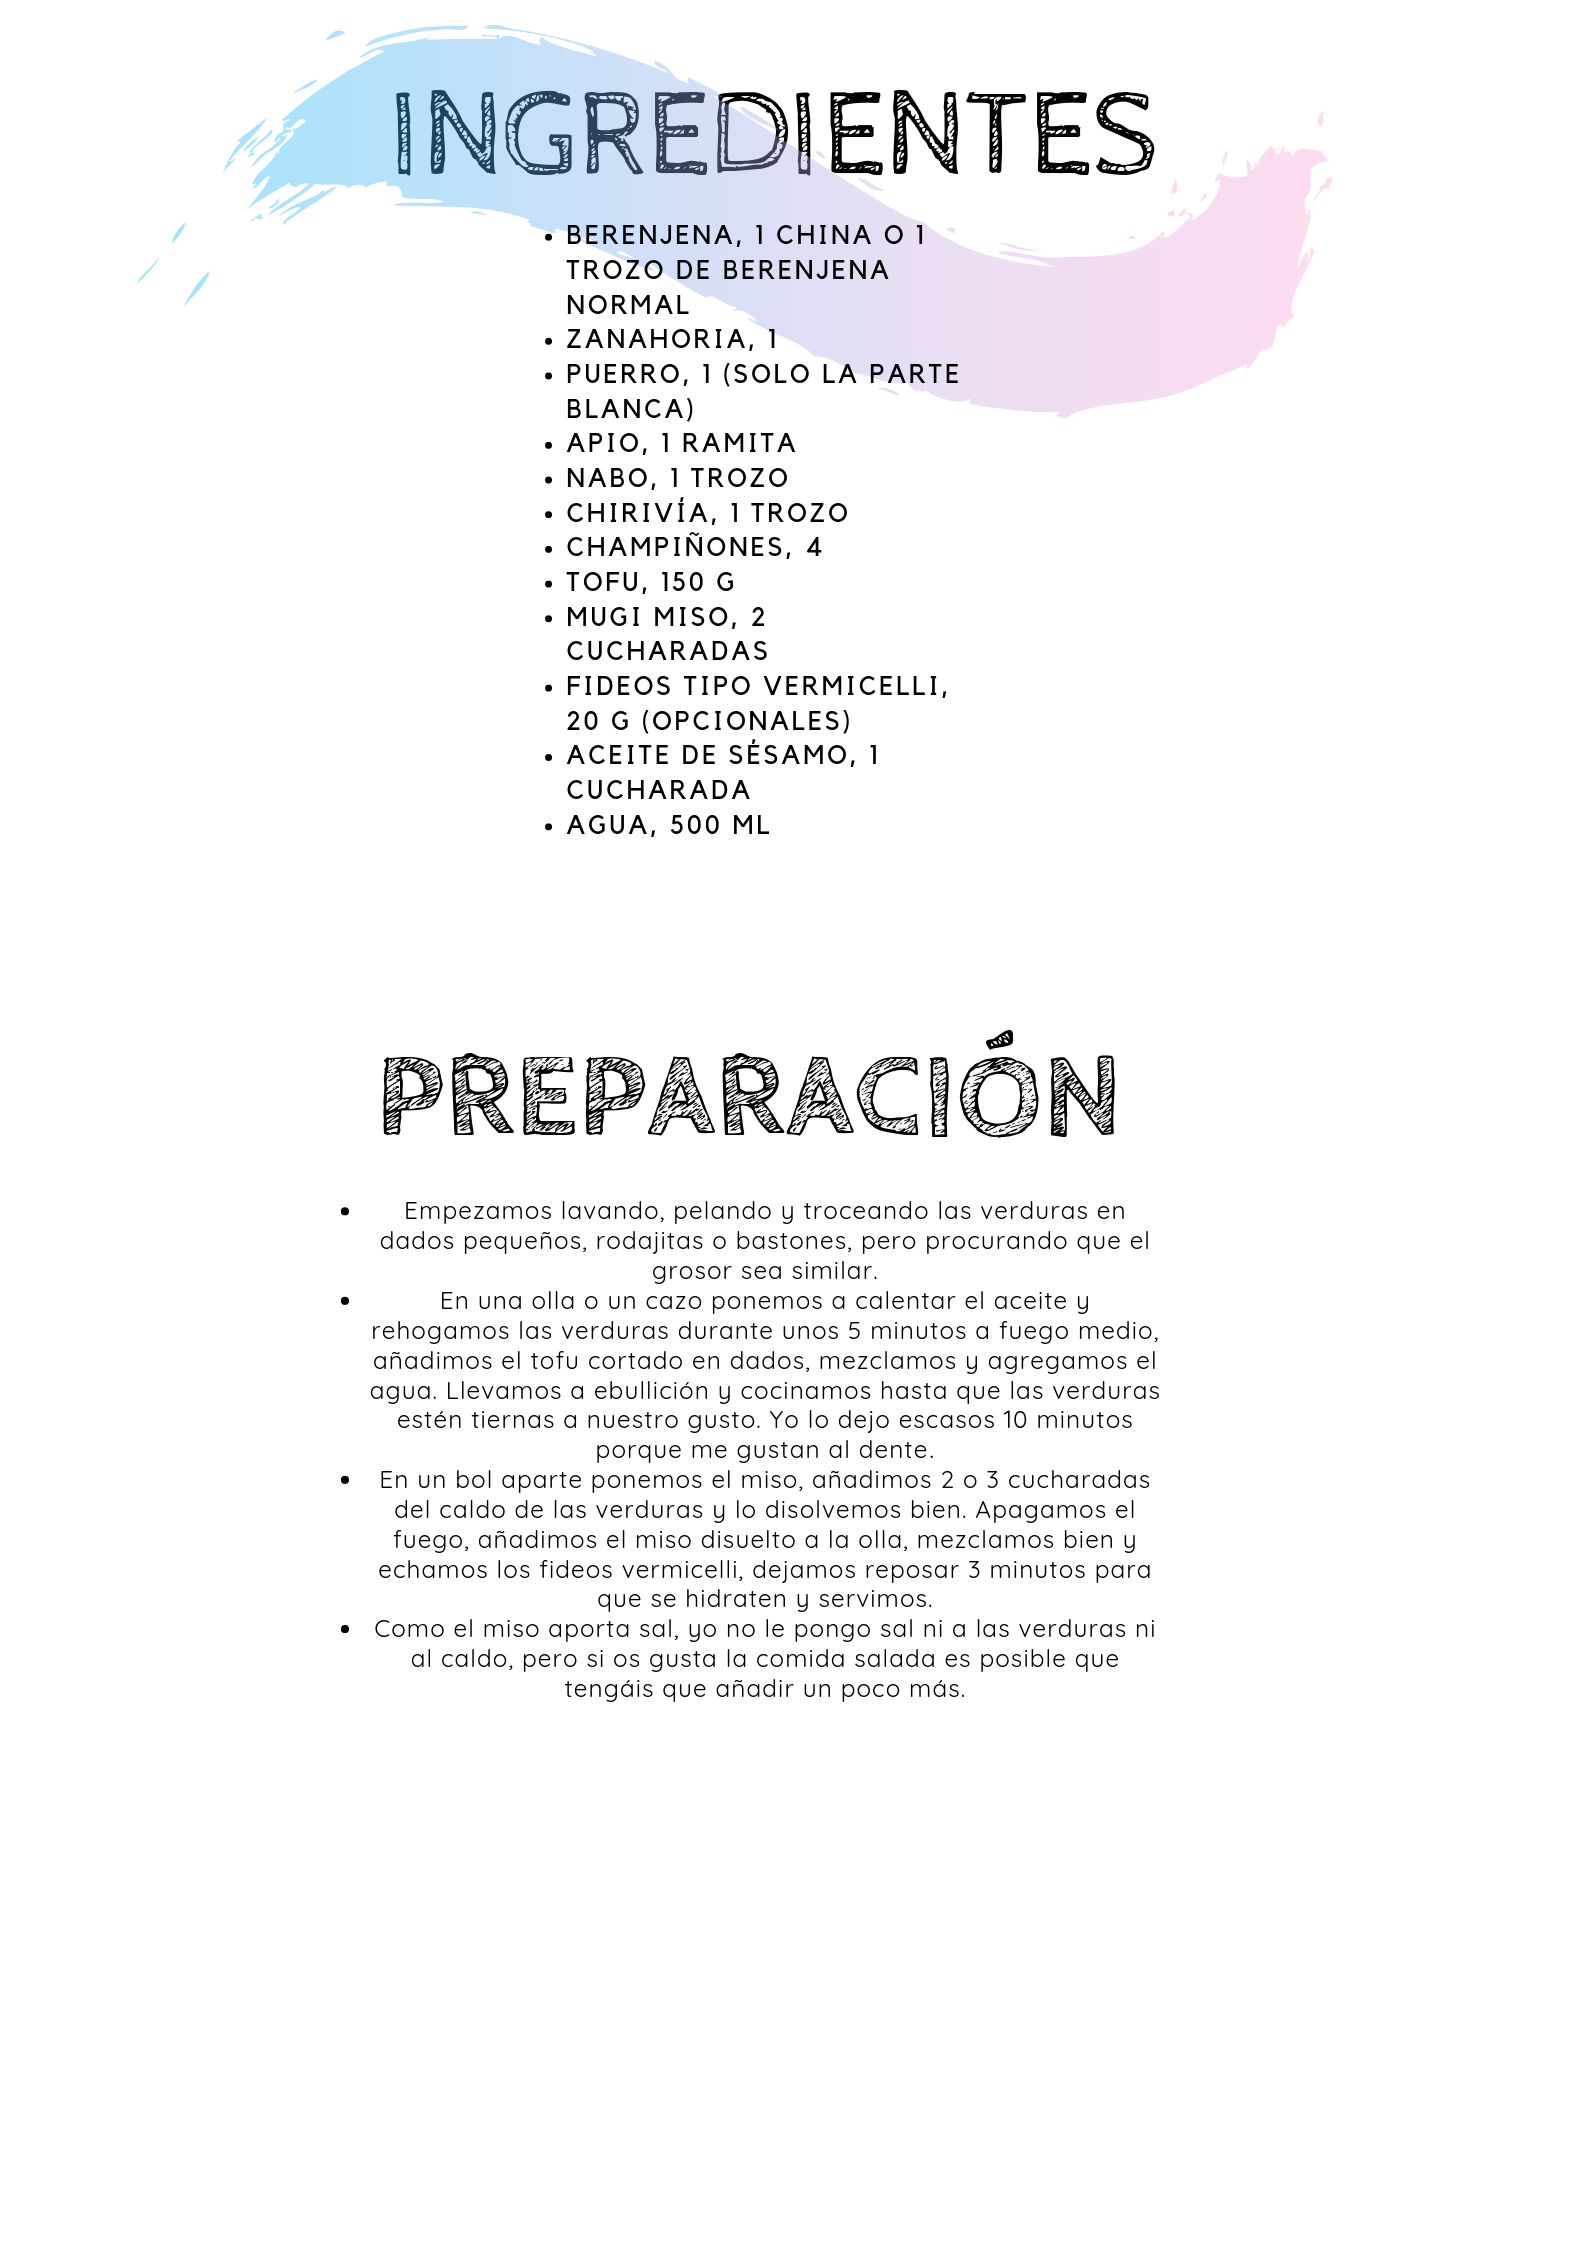 INGREDIENTES
• BERENJENA, 1 CHINA O 1
TROZO DE BERENJENA
NORMAL
• ZANAHORIA, 1
• PUERRO, 1 (SOLO LA PARTE
BLANCA)
• APIO, 1 RAMITA
• NABO, 1 TROZO
• CHIRIVÍA, 1 TROZO
• CHAMPIÑONES, 4
• TOFU, 150 G
• MUGI MISO, 2
CUCHARADAS
• FIDEOS TIPO VERMICELLI,
20 G (OPCIONALES)
• ACEITE DE SÉSAMO, 1
CUCHARADA
• AGUA, 500 ML
PREPARACIÓN
• Empezamos lavando, pelando y troceando las verduras en
dados pequeños, rodajitas o bastones, pero procurando que el
grosor sea similar.
• En una olla o un cazo ponemos a calentar el aceite y
rehogamos las verduras durante unos 5 minutos a fuego medio,
añadimos el tofu cortado en dados, mezclamos y agregamos el
agua. Llevamos a ebullición y cocinamos hasta que las verduras
estén tiernas a nuestro gusto. Yo lo dejo escasos 10 minutos
porque me gustan al dente.
• En un bol aparte ponemos el miso, añadimos 2 o 3 cucharadas
del caldo de las verduras y lo disolvemos bien. Apagamos el
fuego, añadimos el miso disuelto a la olla, mezclamos bien y
echamos los fideos vermicelli, dejamos reposar 3 minutos para
que se hidraten y servimos.
• Como el miso aporta sal, yo no le pongo sal ni a las verduras ni
al caldo, pero si os gusta la comida salada es posible que
tengáis que añadir un poco más.